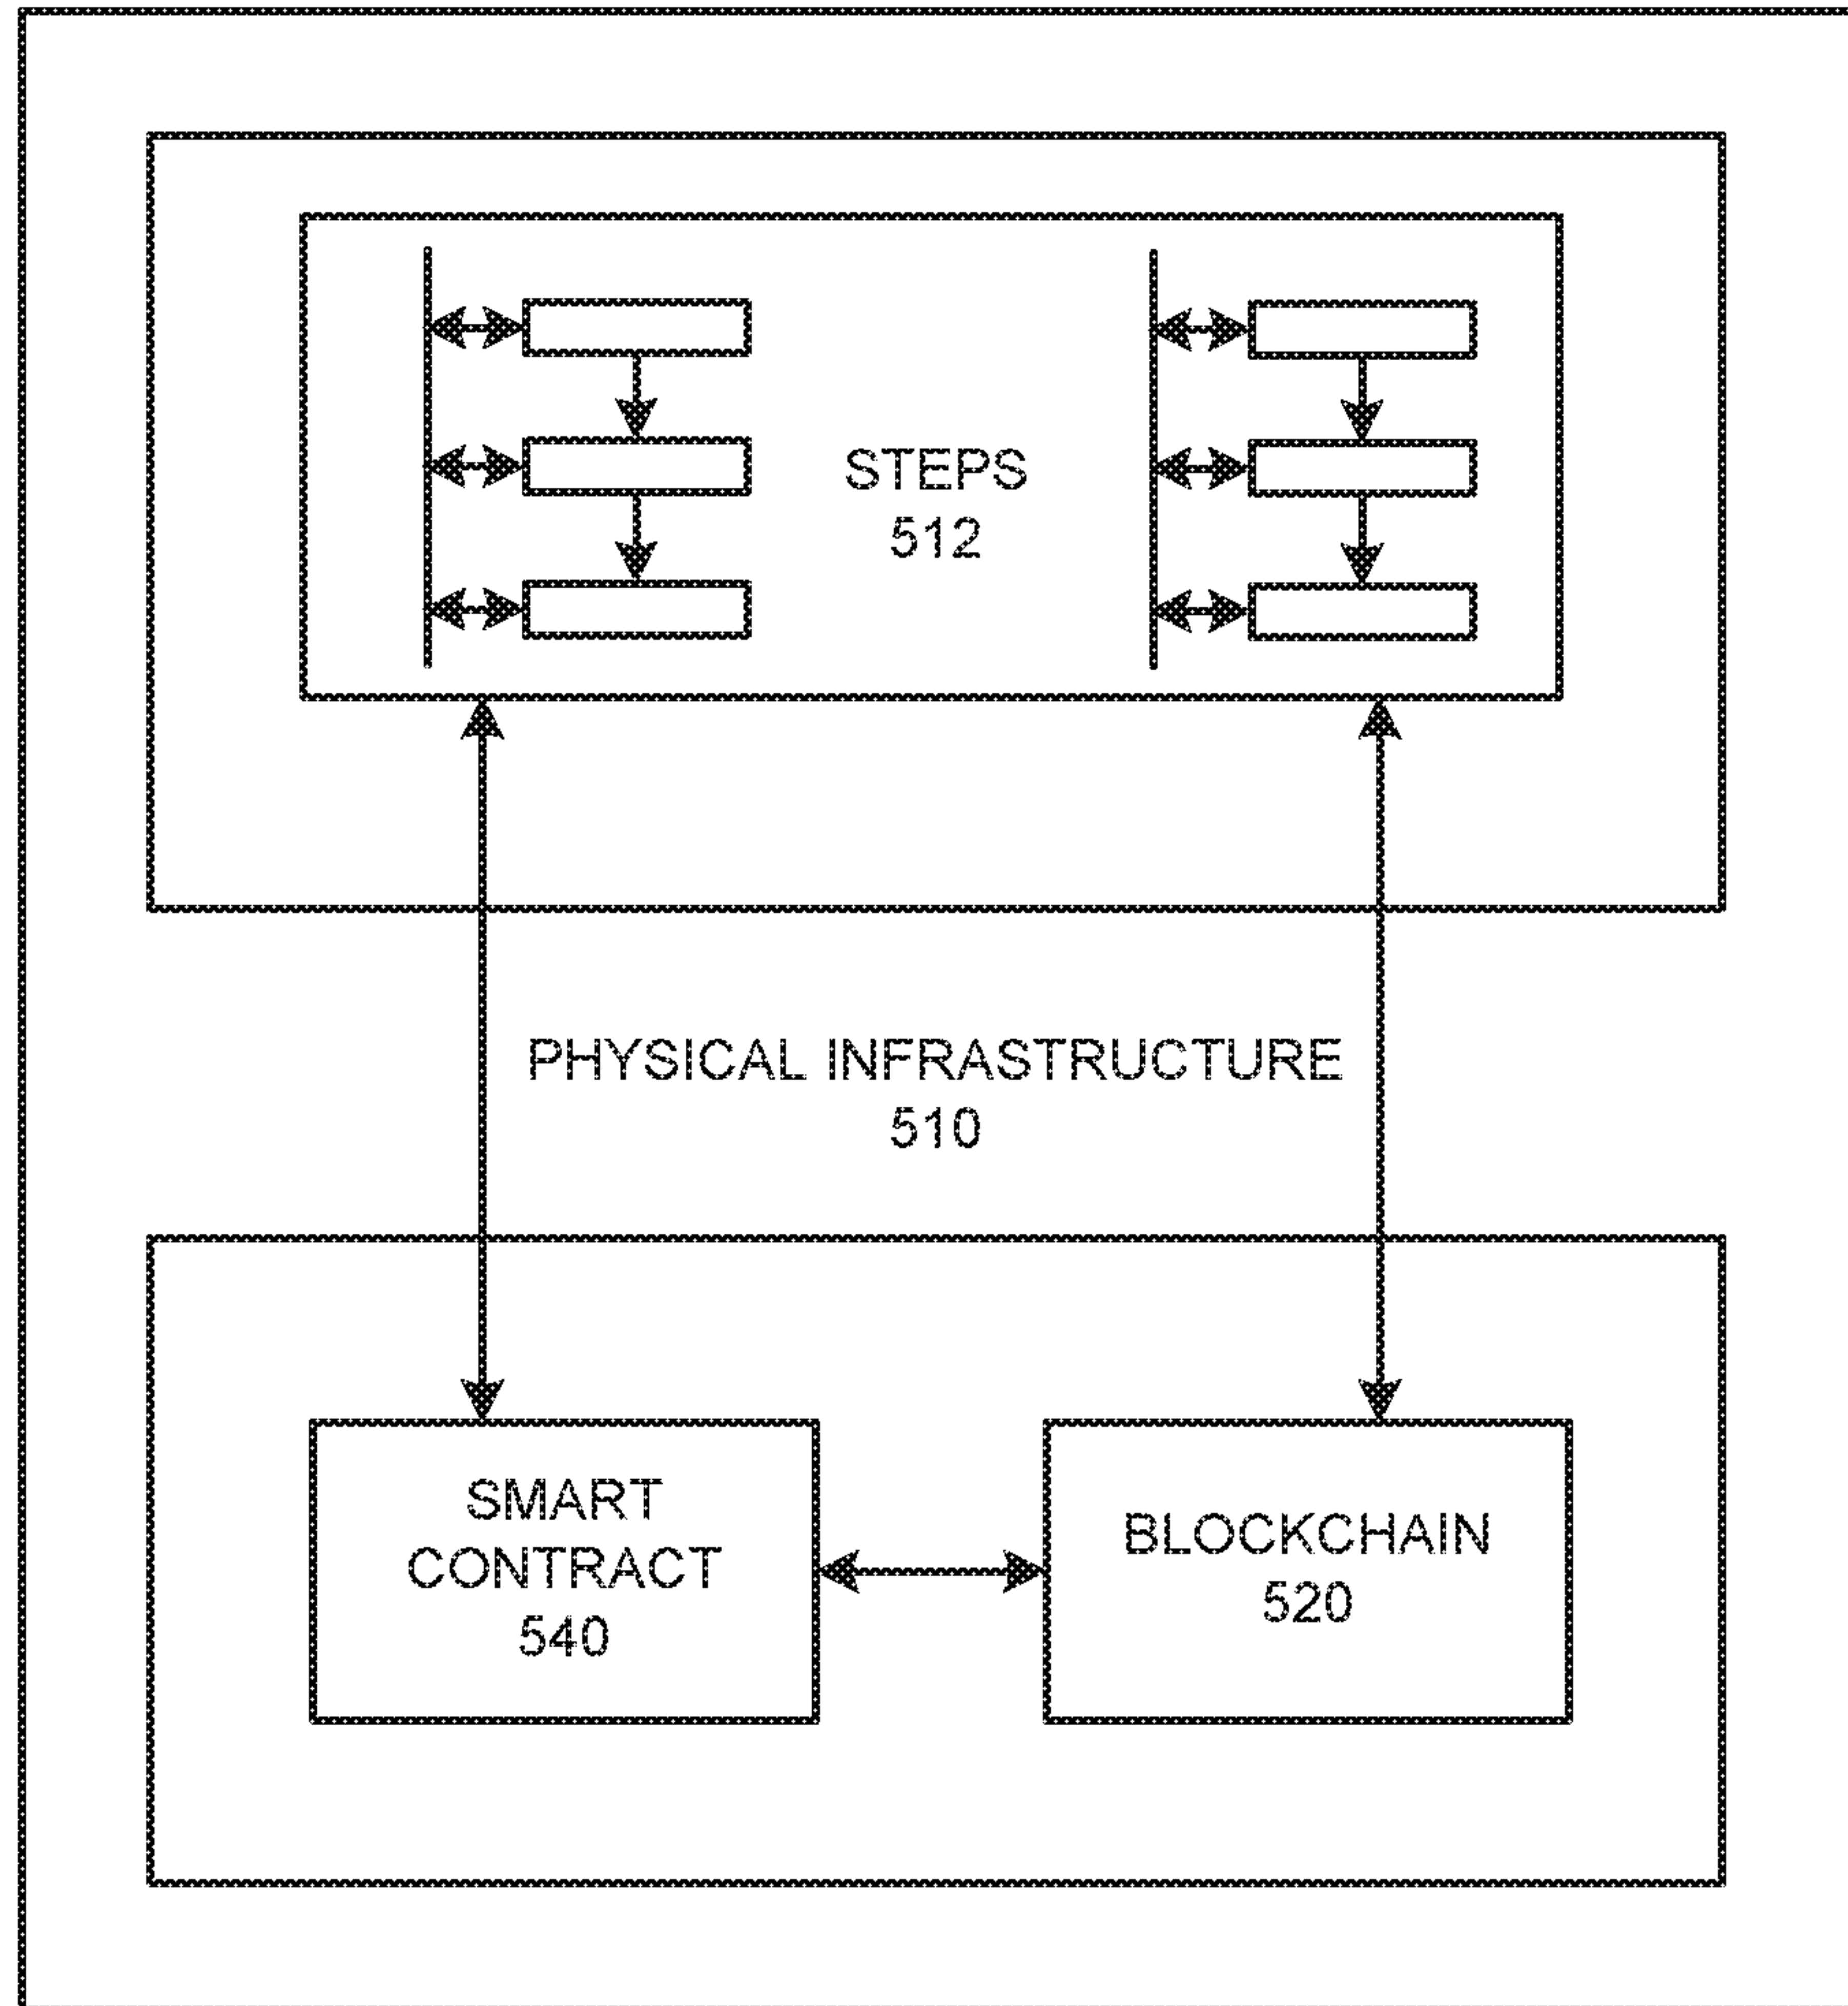 STEPS
512
PHYSICAL INFRASTRUCTURE
510
SMART
CONTRACT
540
BLOCKCHAIN
520